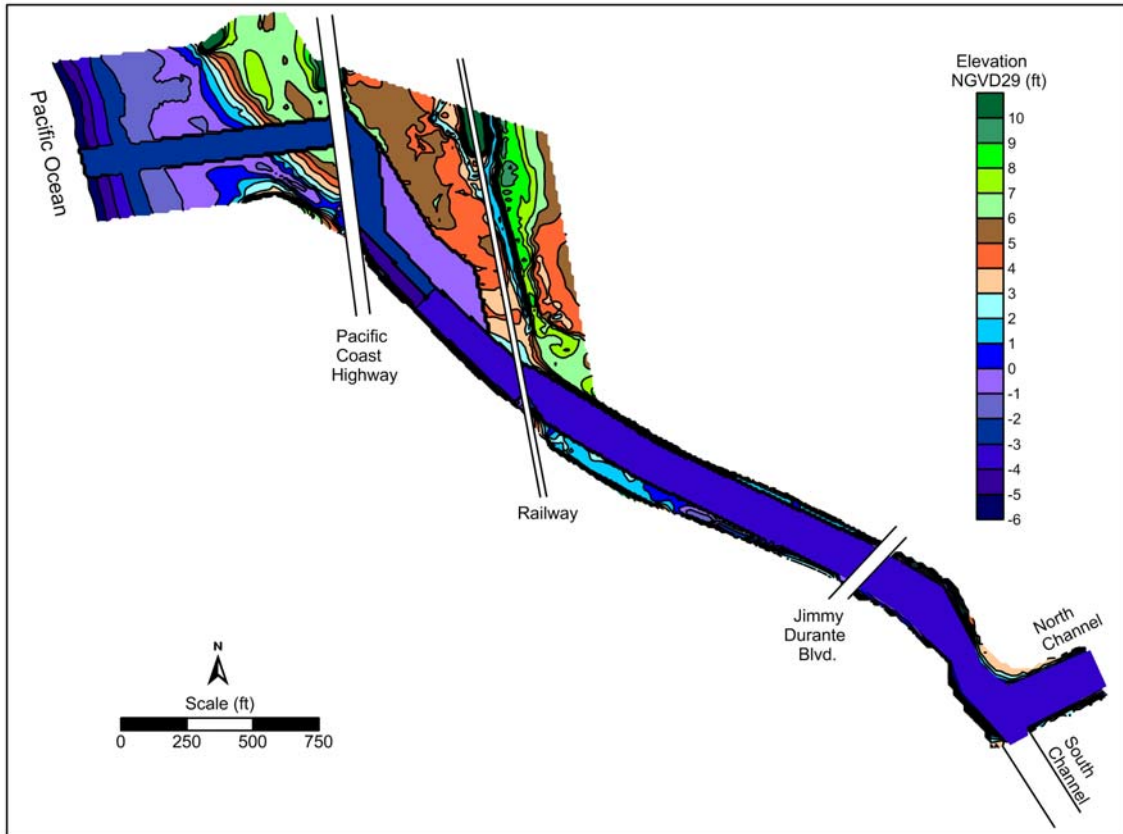 Pacific Ocean
Elevation
NGVD29 (ft)
10
9
8
7
6
5
4
3
2
1
0
-1
-2
-3
-4
-5
-6
Pacific
Coast
Highway
Railway
Jimmy
Durante
Blvd.
North
Channel
South
Channel
N
Scale (ft)
0 250 500 750